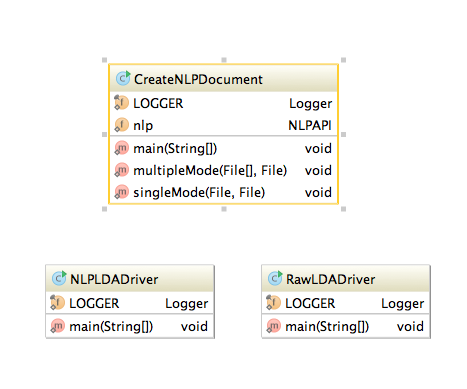 CreateNLPDocument
LOGGER Logger
nlp NLPAPI
main(String[]) void
multipleMode(File[], File) void
singleMode(File, File) void
NLPLDADriver
LOGGER Logger
main(String[]) void
RawLDADriver
LOGGER Logger
main(String[]) void